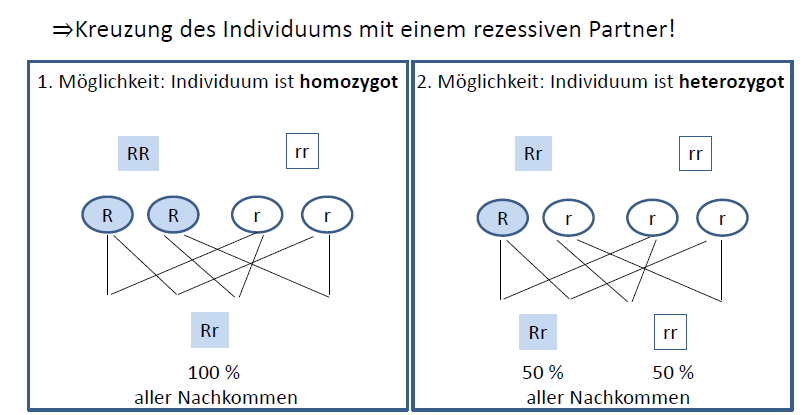 ⇒Kreuzung des Individuums mit einem rezessiven Partner!
1. Möglichkeit: Individuum ist homozygot
RR
rr
R
R
r
r
Rr
100 %
aller Nachkommen
2. Möglichkeit: Individuum ist heterozygot
Rr
rr
R
r
r
r
Rr
rr
50 %
50 %
aller Nachkommen